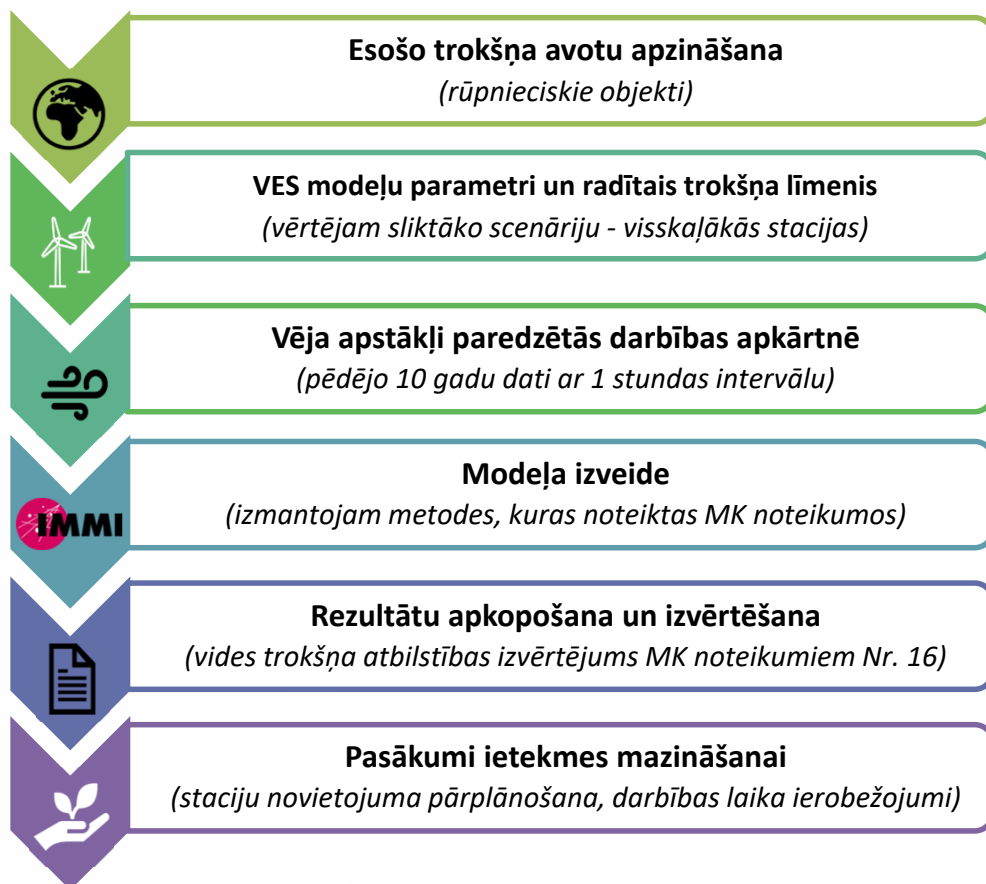 Esošo trokšņa avotu apzināšana
(rūpnieciskie objekti)
VES modeļu parametri un radītais trokšņa līmenis
(vērtējam sliktāko scenāriju - visskaļākās stacijas)
Vēja apstākļi paredzētās darbības apkārtnē
(pēdējo 10 gadu dati ar 1 stundas intervālu)
IMMI
Modeļa izveide
(izmantojam metodes, kuras noteiktas MK noteikumos)
Rezultātu apkopošana un izvērtēšana
(vides trokšņa atbilstības izvērtējums MK noteikumiem Nr. 16)
Pasākumi ietekmes mazināšanai
(staciju novietojuma pārplānošana, darbības laika ierobežojumi)